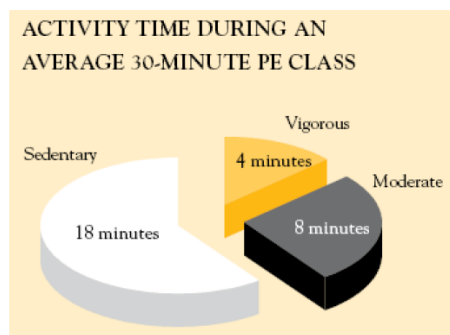 ACTIVITY TIME DURING AN
AVERAGE 30-MINUTE PE CLASS
Vigorous
4 minutes
Sedentary
Moderate
8 minutes
18 minutes